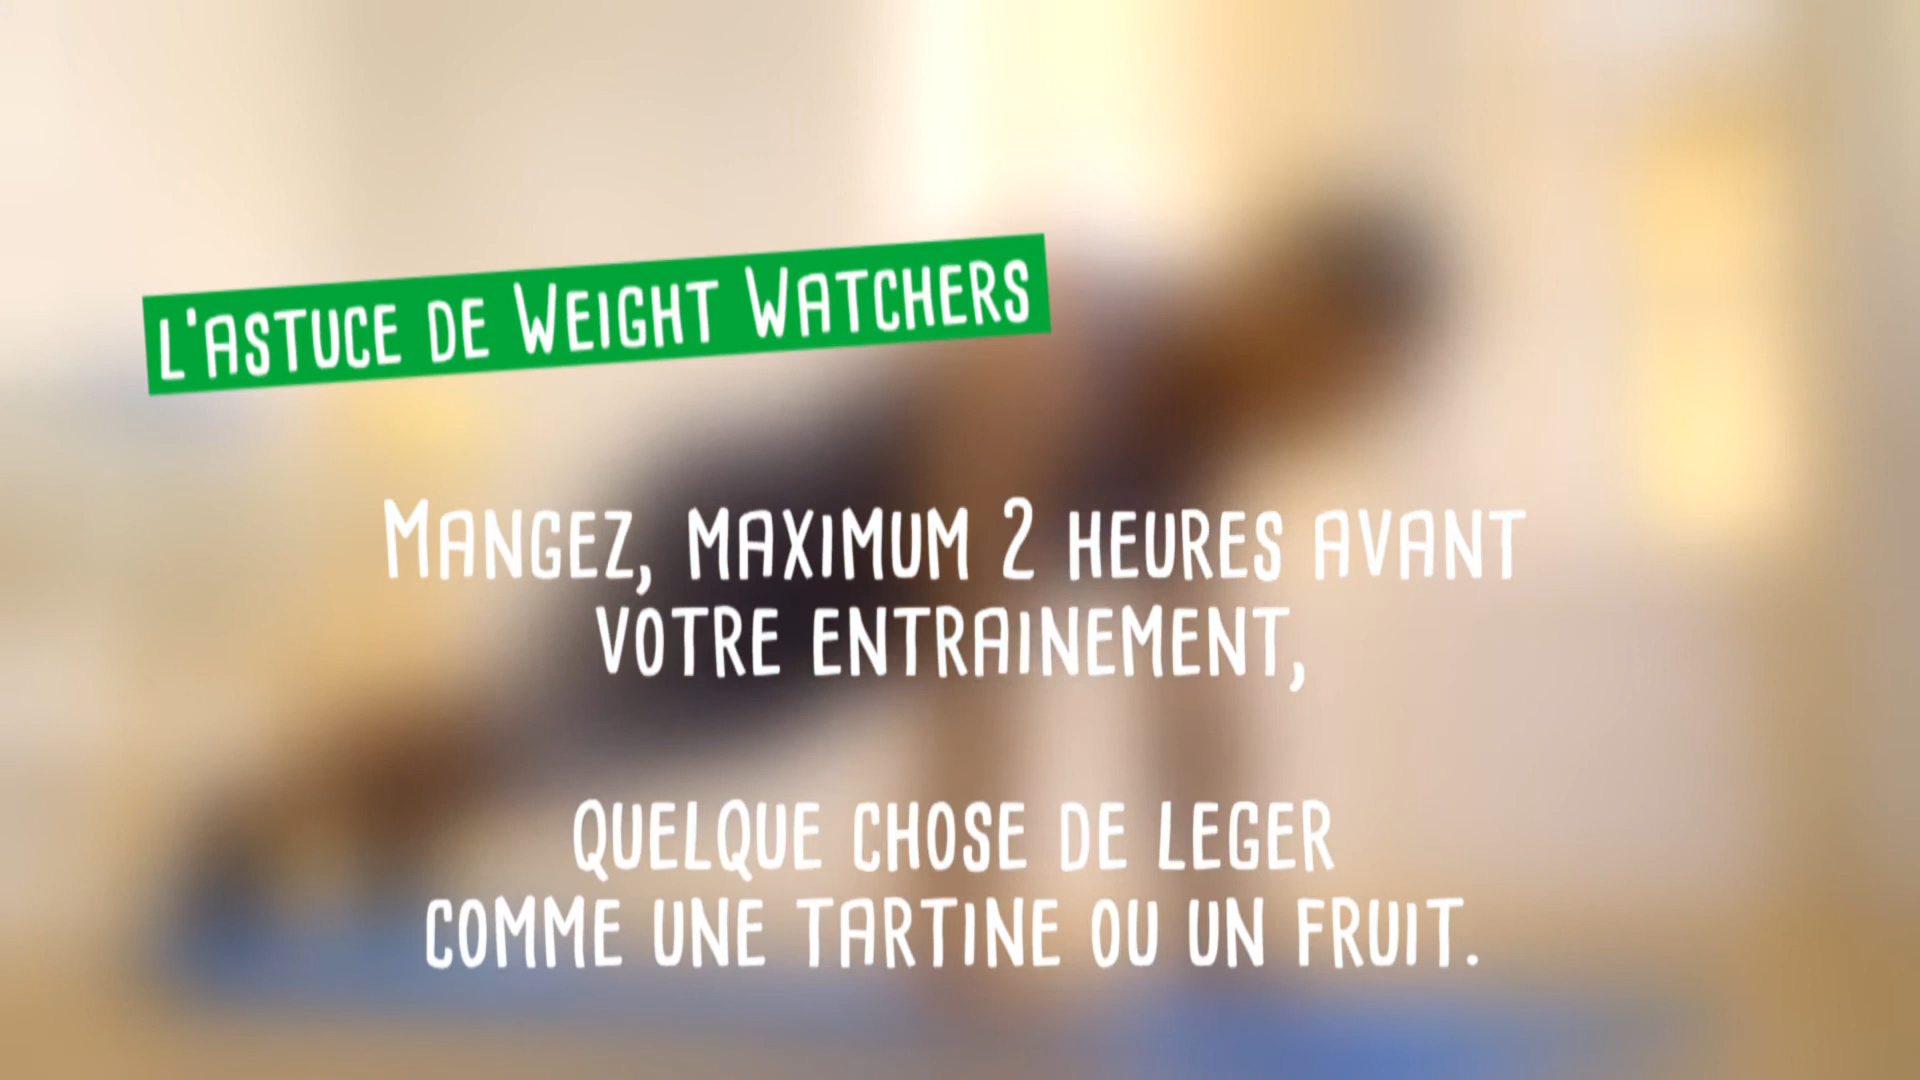 L'ASTUCE DE WEIGHT WATCHERS
MANGEZ, MAXIMUM 2 HEURES AVANT
VOTRE ENTRAINEMENT,
QUELQUE CHOSE DE LEGER
COMME UNE TARTINE OU UN FRUIT.